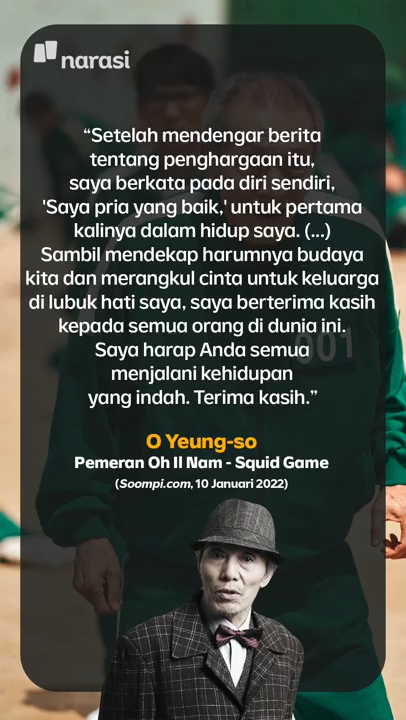 narasi
“Setelah mendengar berita
tentang penghargaan itu,
saya berkata pada diri sendiri,
'Saya pria yang baik,' untuk pertama
kalinya dalam hidup saya. (...)
Sambil mendekap harumnya budaya
kita dan merangkul cinta untuk keluarga
di lubuk hati saya, saya berterima kasih
kepada semua orang di dunia ini.
Saya harap Anda semua
menjalani kehidupan
yang indah. Terima kasih.”
001
O Yeung-so
Pemeran Oh Il Nam - Squid Game
(Soompi.com, 10 Januari 2022)